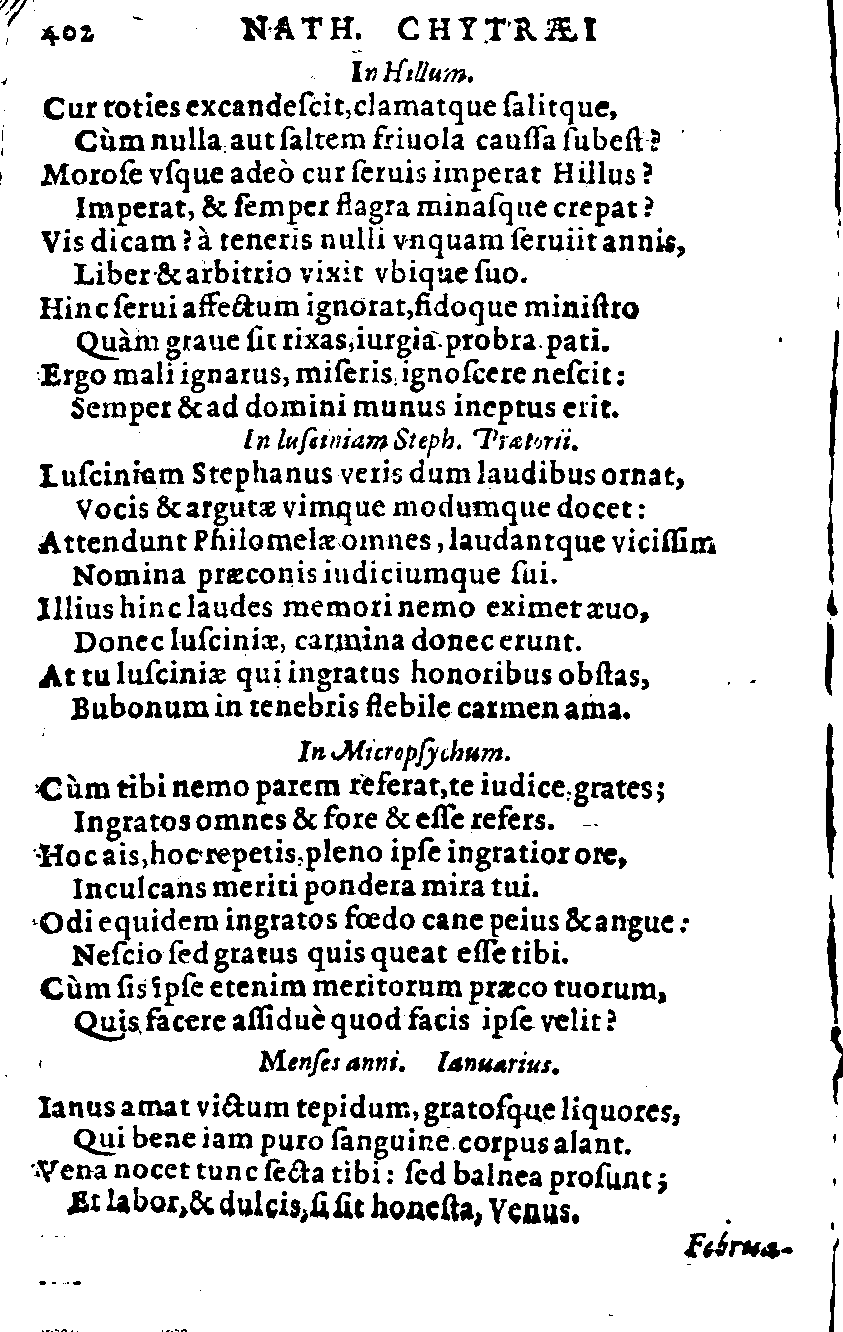 402 NATH. CHYTRÆI
In Hillum.
Cur toties excandeſcit, clamatque ſalitque,
Cùm nulla aut ſaltem friuola cauſſa ſubeſt?
Moroſe vſque adeò cur ſeruis imperat Hillus?
Imperat, & ſemper flagra minaſque crepat?
Vis dicam? à teneris nulli vnquam ſeruiit annis,
Liber & arbitrio vixit vbique ſuo.
Hinc ſerui affectum ignorat, fidoque miniſtro
Quàm graue ſit rixas, iurgia probra pati.
Ergo mali ignarus, miſeris ignoſcere neſcit:
Semper & ad domini munus ineptus erit.
In luſciniam Steph. Prætorii.
Luſciniam Stephanus veris dum laudibus ornat,
Vocis & argutæ vimque modumque docet:
Attendunt Philomelæ omnes, laudantque viciſſim
Nomina præconis iudiciumque ſui.
Illius hinc laudes memori nemo eximet æuo,
Donec luſciniæ, carmina donec erunt.
At tu luſciniæ qui ingratus honoribus obſtas,
Bubonum in tenebris flebile carmen ama.
In Micropſychum.
Cùm tibi nemo parem referat, te iudice, grates;
Ingratos omnes & fore & eſſe refers.
Hoc ais, hoc repetis, pleno ipſe ingratior ore,
Inculcans meriti pondera mira tui.
Odi equidem ingratos fœdo cane peius & angue:
Neſcio ſed gratus quis queat eſſe tibi.
Cùm ſis ipſe etenim meritorum præco tuorum,
Quis facere aſſiduè quod facis ipſe velit?
Menſes anni. Ianuarius.
Ianus amat victum tepidum, gratoſque liquores,
Qui bene iam puro ſanguine corpus alant.
Vena nocet tunc ſecta tibi: ſed balnea proſunt;
Et labor, & dulcis, ſi ſit honeſta, Venus.
Februa-